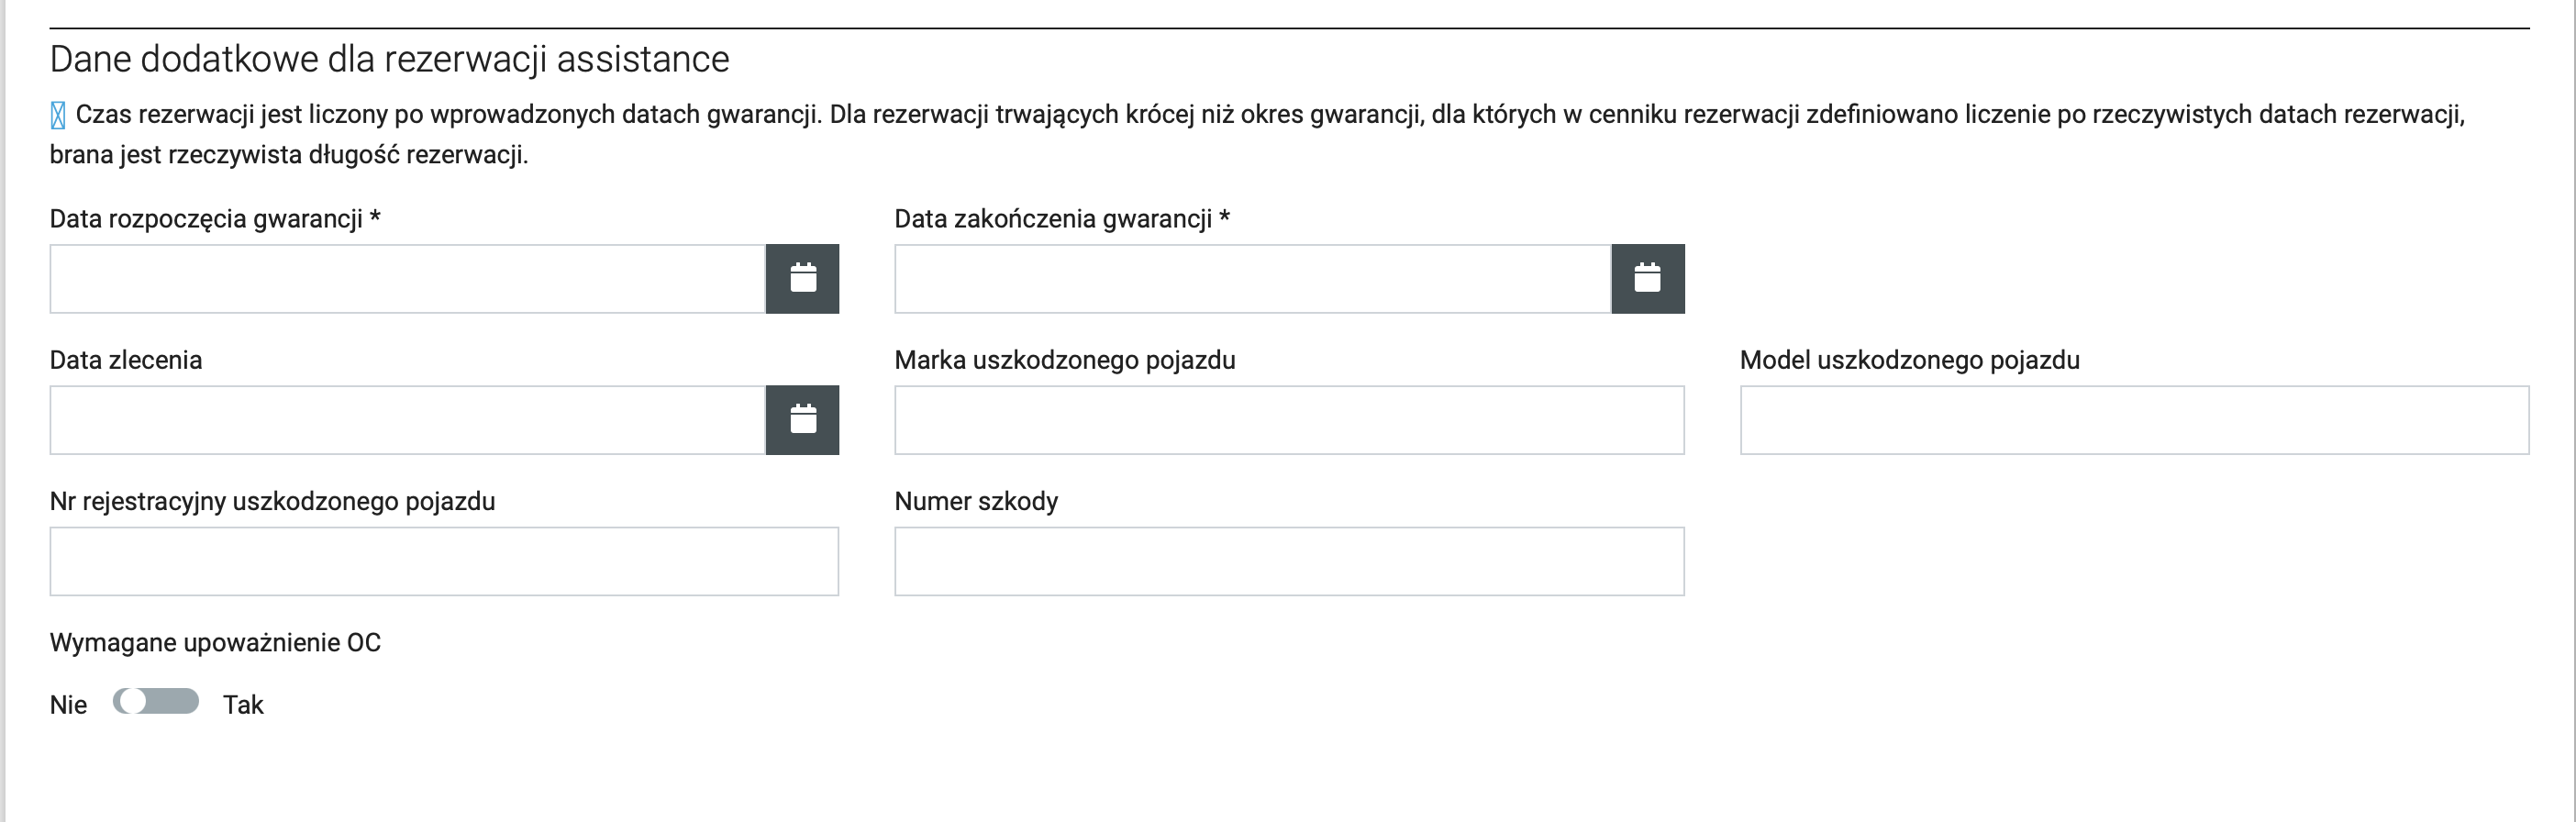 Dane dodatkowe dla rezerwacji assistance
Czas rezerwacji jest liczony po wprowadzonych datach gwarancji. Dla rezerwacji trwających krócej niż okres gwarancji, dla których w cenniku rezerwacji zdefiniowano liczenie po rzeczywistych datach rezerwacji,
brana jest rzeczywista długość rezerwacji.
Data rozpoczęcia gwarancji * Data zakończenia gwarancji *
Data zlecenia Marka uszkodzonego pojazdu Model uszkodzonego pojazdu
Nr rejestracyjny uszkodzonego pojazdu Numer szkody
Wymagane upoważnienie OC
Nie Tak